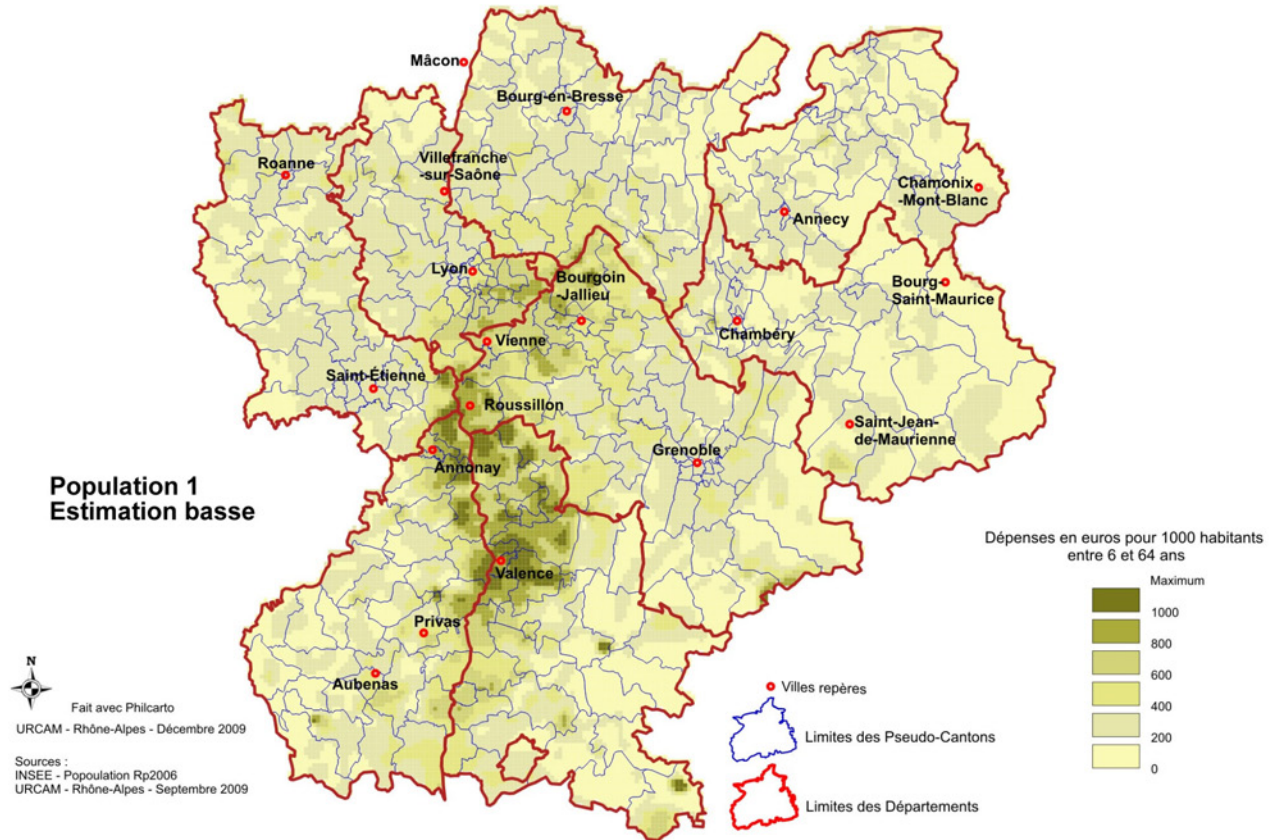 Mâcon
Bourg-en-Bresse
Roanne
Villefranche
-sur-Saône
Chamonix
-Mont-Blanc
Annecy
Lyon
Bourgoin
-Jallieu
Bourg-
Saint-Maurice
Chambéry
Vienne
Saint-Étienne
Roussillon
Saint-Jean-
de-Maurienne
Grenoble
Annonay
Population 1
Estimation basse
Valence
Privas
Aubenas
Dépenses en euros pour 1000 habitants
entre 6 et 64 ans
Maximum
1000
800
600
400
200
0
N
Fait avec Philcarto
URCAM - Rhône-Alpes - Décembre 2009
Sources :
INSEE - Popoulation Rp2006
URCAM - Rhône-Alpes - Septembre 2009
Villes repères
Limites des Pseudo-Cantons
Limites des Départements